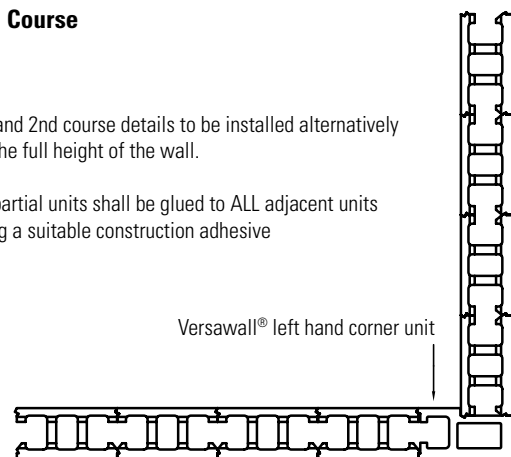 Course
and 2nd course details to be installed alternatively
he full height of the wall.
partial units shall be glued to ALL adjacent units
g a suitable construction adhesive
Versawall® left hand corner unit